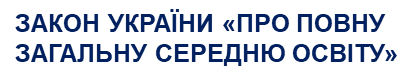 ЗАКОН УКРАЇНИ «ПРО ПОВНУ
ЗАГАЛЬНУ СЕРЕДНЮ ОСВІТУ»